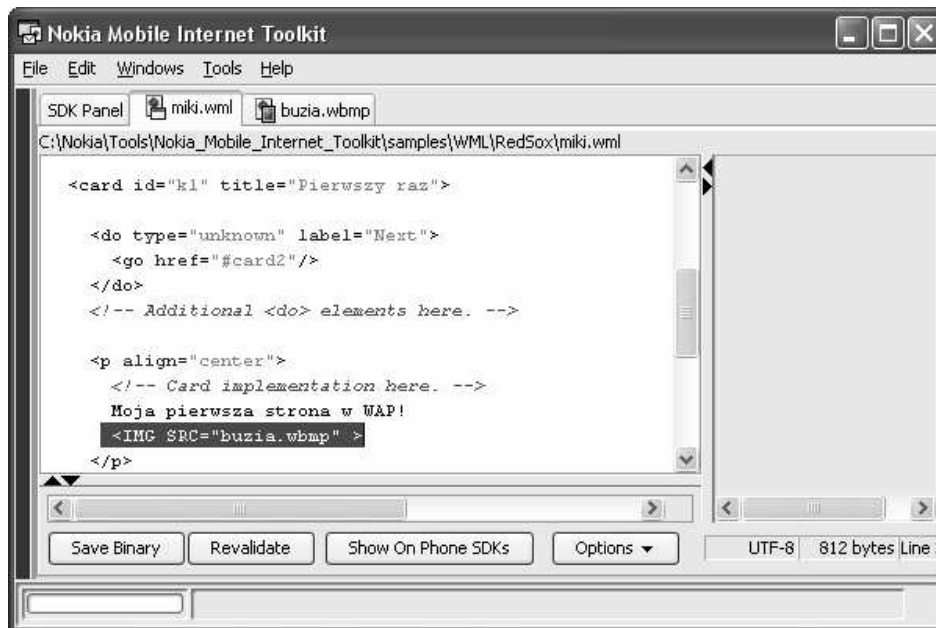 Nokia Mobile Internet Toolkit
File Edit Windows Tools Help
SDK Panel miki.wml buzia.wbmp
C:\Nokia\Tools\Nokia_Mobile_Internet_Toolkit\samples\WML\RedSox\miki.wml
<card id="k1" title="Pierwszy raz">
<do type="unknown" label="Next">
<go href="#card2"/>
</do>
<!-- Additional <do> elements here. -->
<p align="center">
<!-- Card implementation here. -->
Moja pierwsza strona w WAP!
<IMG SRC="buzia.wbmp" >
</p>
Save Binary Revalidate Show On Phone SDKs Options UTF-8 812 bytes Line